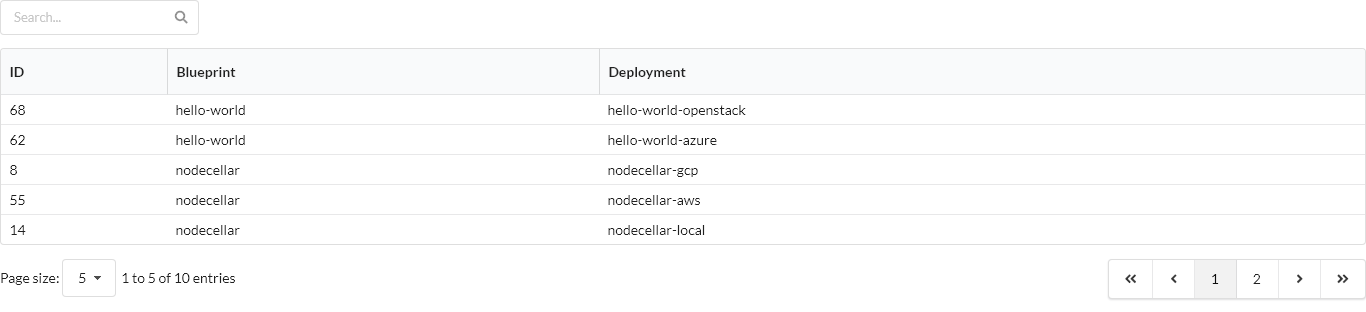 Search...
ID Blueprint Deployment
68 hello-world hello-world-openstack
62 hello-world hello-world-azure
8 nodecellar nodecellar-gcp
55 nodecellar nodecellar-aws
14 nodecellar nodecellar-local
Page size: 5 1 to 5 of 10 entries « ‹ 1 2 › »